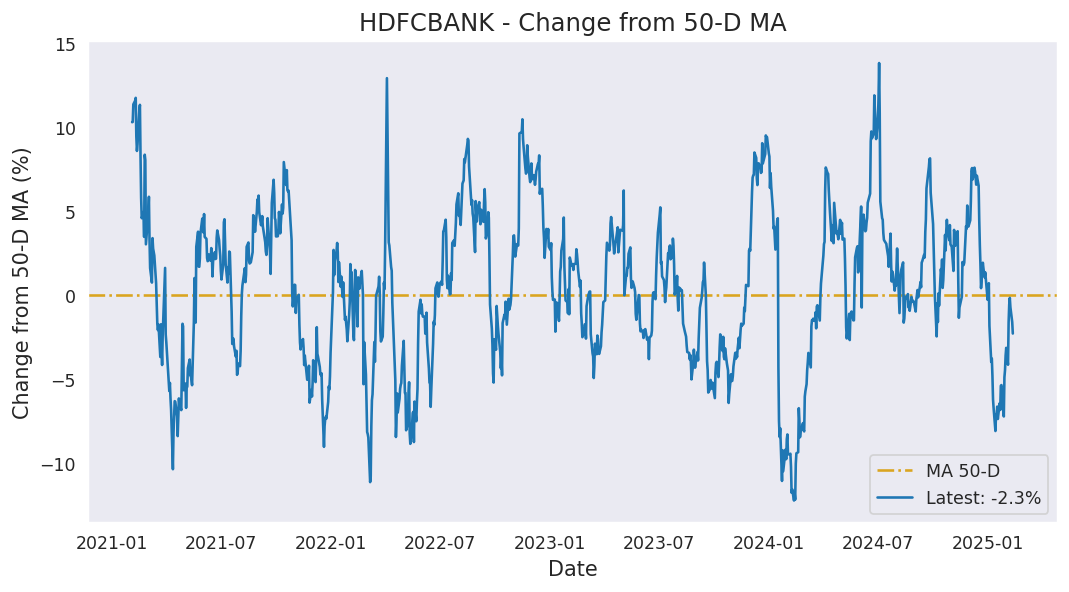 HDFCBANK - Change from 50-D MA
Change from 50-D MA (%)
15
10
5
0
−5
−10
MA 50-D
Latest: -2.3%
2021-01 2021-07 2022-01 2022-07 2023-01 2023-07 2024-01 2024-07 2025-01
Date